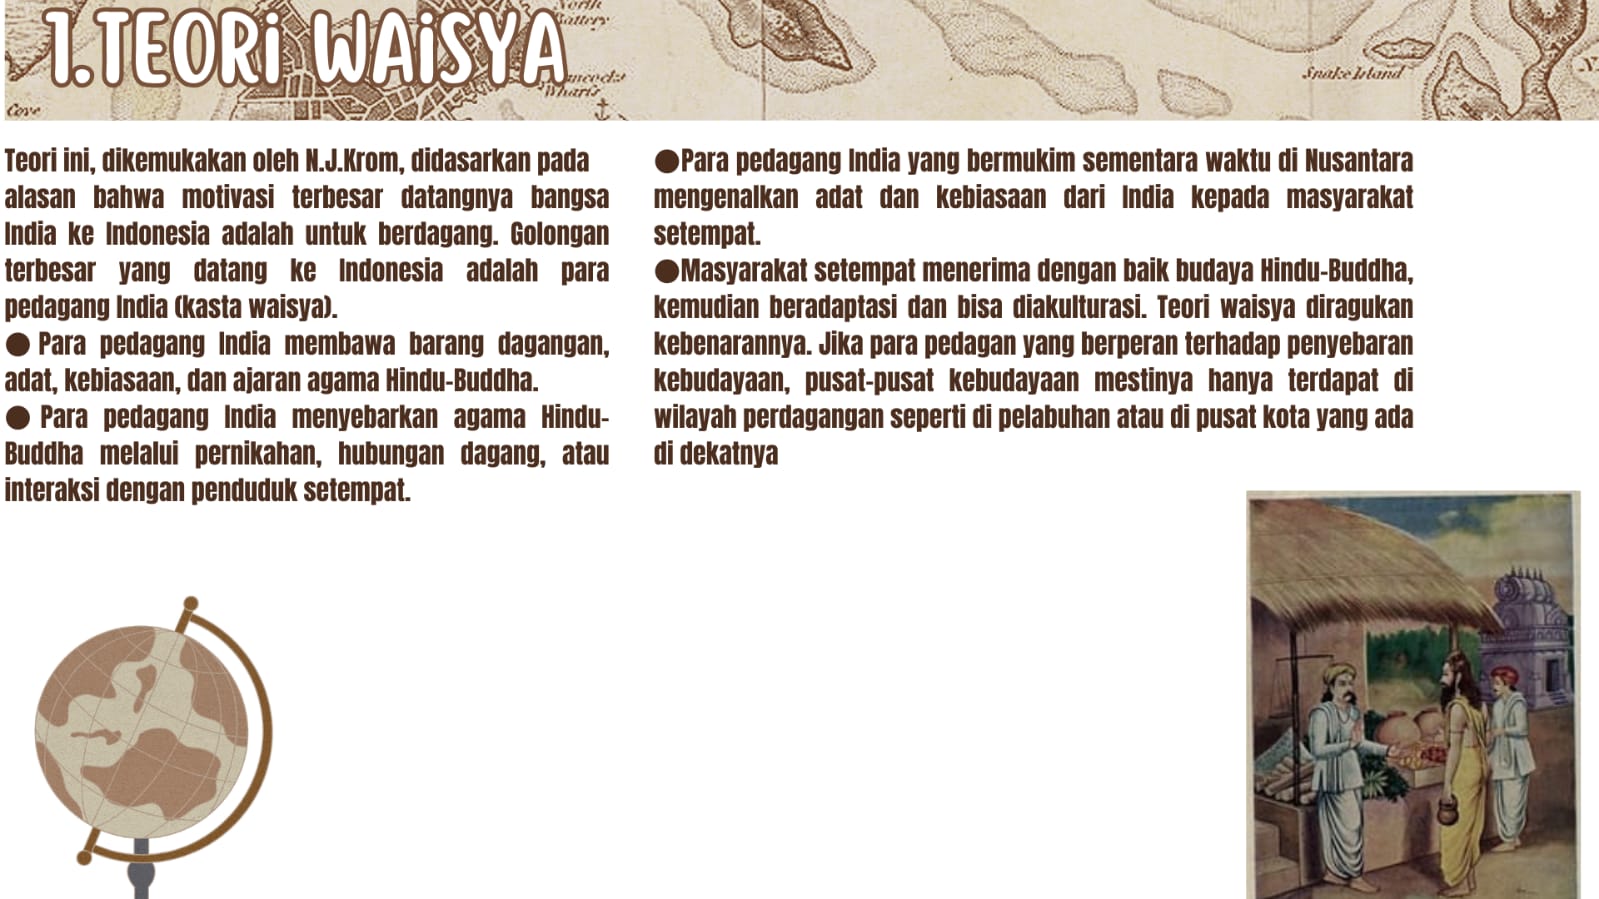 1.TEORI WAISYA
North
Battery
Hancocks
Wharfs
Cove
Snake Island
N.
Teori ini, dikemukakan oleh N.J.Krom, didasarkan pada
alasan bahwa motivasi terbesar datangnya bangsa
India ke Indonesia adalah untuk berdagang. Golongan
terbesar yang datang ke Indonesia adalah para
pedagang India (kasta waisya).
● Para pedagang India membawa barang dagangan,
adat, kebiasaan, dan ajaran agama Hindu-Buddha.
● Para pedagang India menyebarkan agama Hindu-
Buddha melalui pernikahan, hubungan dagang, atau
interaksi dengan penduduk setempat.
●Para pedagang India yang bermukim sementara waktu di Nusantara
mengenalkan adat dan kebiasaan dari India kepada masyarakat
setempat.
●Masyarakat setempat menerima dengan baik budaya Hindu-Buddha,
kemudian beradaptasi dan bisa diakulturasi. Teori waisya diragukan
kebenarannya. Jika para pedagan yang berperan terhadap penyebaran
kebudayaan, pusat-pusat kebudayaan mestinya hanya terdapat di
wilayah perdagangan seperti di pelabuhan atau di pusat kota yang ada
di dekatnya